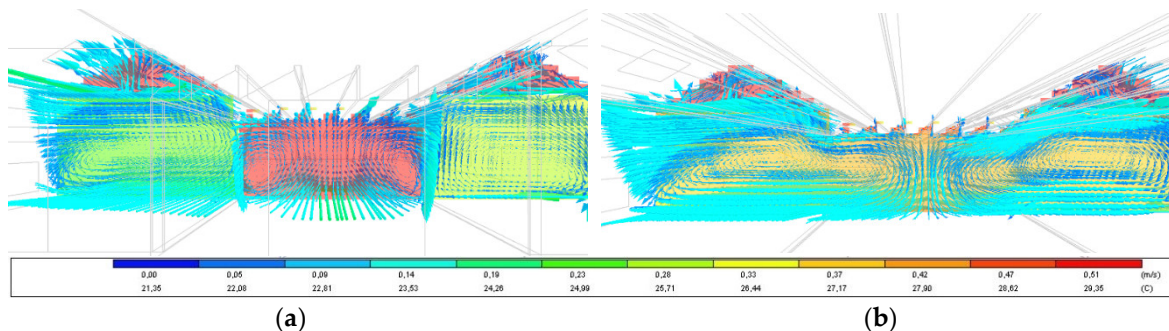 0,00 0,05 0,09 0,14 0,19 0,23 0,28 0,33 0,37 0,42 0,47 0,51 (m/s)
21,35 22,08 22,81 23,53 24,26 24,99 25,71 26,44 27,17 27,90 28,62 29,35 (C)
(a) (b)